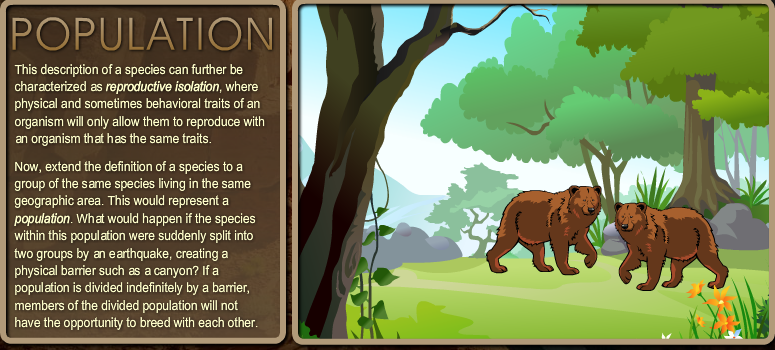 POPULATION
This description of a species can further be
characterized as reproductive isolation, where
physical and sometimes behavioral traits of an
organism will only allow them to reproduce with
an organism that has the same traits.
Now, extend the definition of a species to a
group of the same species living in the same
geographic area. This would represent a
population. What would happen if the species
within this population were suddenly split into
two groups by an earthquake, creating a
physical barrier such as a canyon? If a
population is divided indefinitely by a barrier,
members of the divided population will not
have the opportunity to breed with each other.